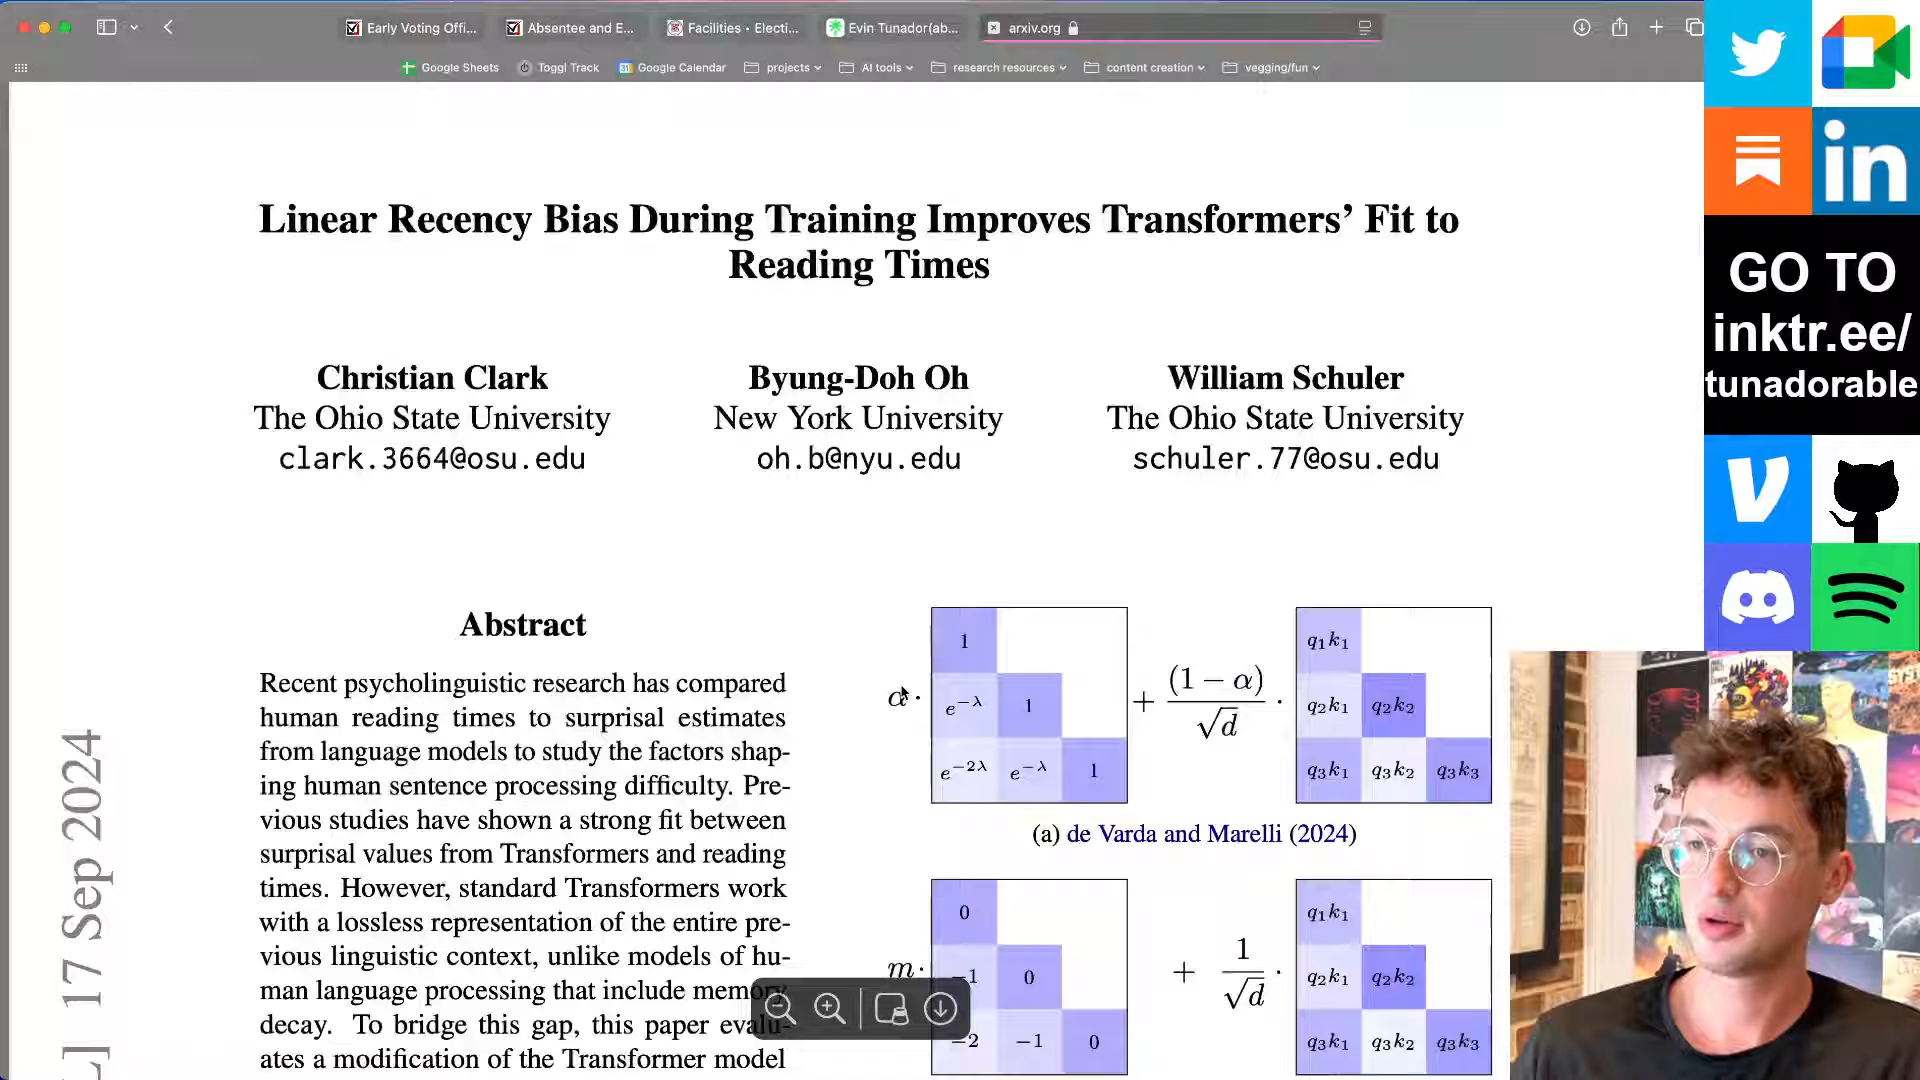 Early Voting Offi...
Absentee and E...
Facilities • Electi...
Evin Tunador(ab...
arxiv.org
Google Sheets
Toggl Track
Google Calendar
projects
AI tools
research resources
content creation
vegging/fun
Linear Recency Bias During Training Improves Transformers’ Fit to
Reading Times
Christian Clark
The Ohio State University
clark.3664@osu.edu
Byung-Doh Oh
New York University
oh.b@nyu.edu
William Schuler
The Ohio State University
schuler.77@osu.edu
Abstract
Recent psycholinguistic research has compared
human reading times to surprisal estimates
from language models to study the factors shap-
ing human sentence processing difficulty. Pre-
vious studies have shown a strong fit between
surprisal values from Transformers and reading
times. However, standard Transformers work
with a lossless representation of the entire pre-
vious linguistic context, unlike models of hu-
man language processing that include memory
decay. To bridge this gap, this paper evalu-
ates a modification of the Transformer model
α ·
1
e^{−λ} 1
e^{−2λ} e^{−λ} 1
+ (1 − α)/√d ·
q₁k₁
q₂k₁ q₂k₂
q₃k₁ q₃k₂ q₃k₃
(a) de Varda and Marelli (2024)
m ·
0
−1 0
−2 −1 0
+ 1/√d ·
q₁k₁
q₂k₁ q₂k₂
q₃k₁ q₃k₂ q₃k₃
L] 17 Sep 2024
31
in
GO TO
inktr.ee/
tunadorable